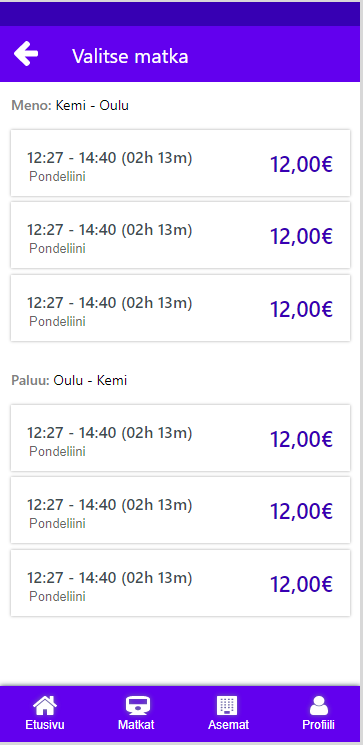 Valitse matka
Meno: Kemi - Oulu
12:27 - 14:40 (02h 13m) 12,00€
Pondeliini
12:27 - 14:40 (02h 13m) 12,00€
Pondeliini
12:27 - 14:40 (02h 13m) 12,00€
Pondeliini
Paluu: Oulu - Kemi
12:27 - 14:40 (02h 13m) 12,00€
Pondeliini
12:27 - 14:40 (02h 13m) 12,00€
Pondeliini
12:27 - 14:40 (02h 13m) 12,00€
Pondeliini
Etusivu Matkat Asemat Profiili